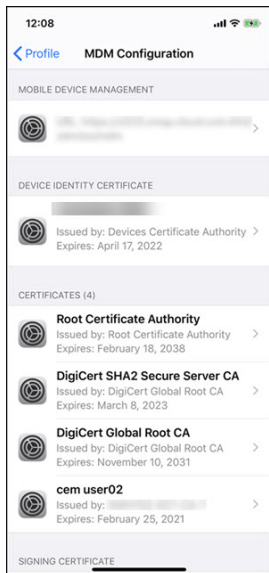 12:08
Profile
MDM Configuration
MOBILE DEVICE MANAGEMENT
DEVICE IDENTITY CERTIFICATE
Issued by: Devices Certificate Authority
Expires: April 17, 2022
CERTIFICATES (4)
Root Certificate Authority
Issued by: Root Certificate Authority
Expires: February 18, 2038
DigiCert SHA2 Secure Server CA
Issued by: DigiCert Global Root CA
Expires: March 8, 2023
DigiCert Global Root CA
Issued by: DigiCert Global Root CA
Expires: November 10, 2031
cem user02
Issued by:
Expires: February 25, 2021
SIGNING CERTIFICATE